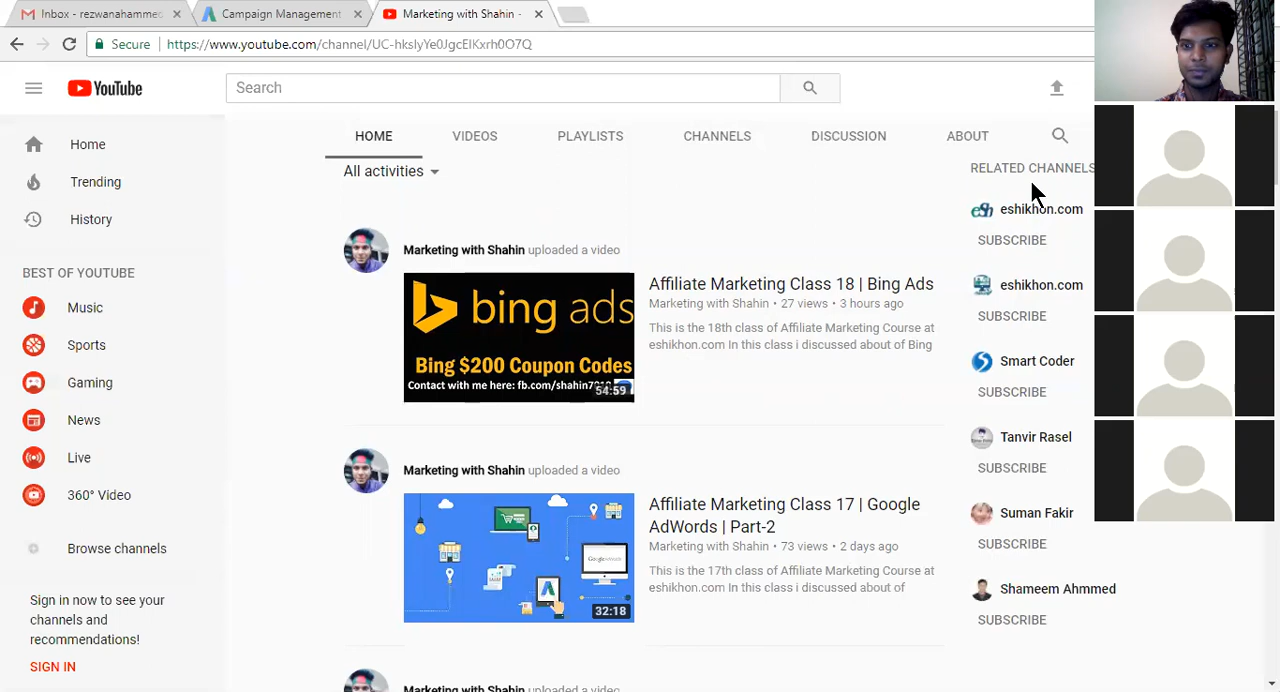 Inbox - rezwanahammed
Campaign Management
Marketing with Shahin -
Secure
https://www.youtube.com/channel/UC-hkslyYe0JgcEIKxrh0O7Q
YouTube
Search
HOME
VIDEOS
PLAYLISTS
CHANNELS
DISCUSSION
ABOUT
Home
Trending
History
BEST OF YOUTUBE
Music
Sports
Gaming
News
Live
360° Video
Browse channels
Sign in now to see your
channels and
recommendations!
SIGN IN
All activities
Marketing with Shahin uploaded a video
bing ads
Bing $200 Coupon Codes
Contact with me here: fb.com/shahin7018
54:59
Affiliate Marketing Class 18 | Bing Ads
Marketing with Shahin • 27 views • 3 hours ago
This is the 18th class of Affiliate Marketing Course at
eshikhon.com In this class i discussed about of Bing
Marketing with Shahin uploaded a video
32:18
Affiliate Marketing Class 17 | Google
AdWords | Part-2
Marketing with Shahin • 73 views • 2 days ago
This is the 17th class of Affiliate Marketing Course at
eshikhon.com In this class i discussed about of
Marketing with Shahin uploaded a video
RELATED CHANNELS
eSh
eshikhon.com
SUBSCRIBE
eshikhon.com
SUBSCRIBE
Smart Coder
SUBSCRIBE
Tanvir Rasel
SUBSCRIBE
Suman Fakir
SUBSCRIBE
Shameem Ahmmed
SUBSCRIBE